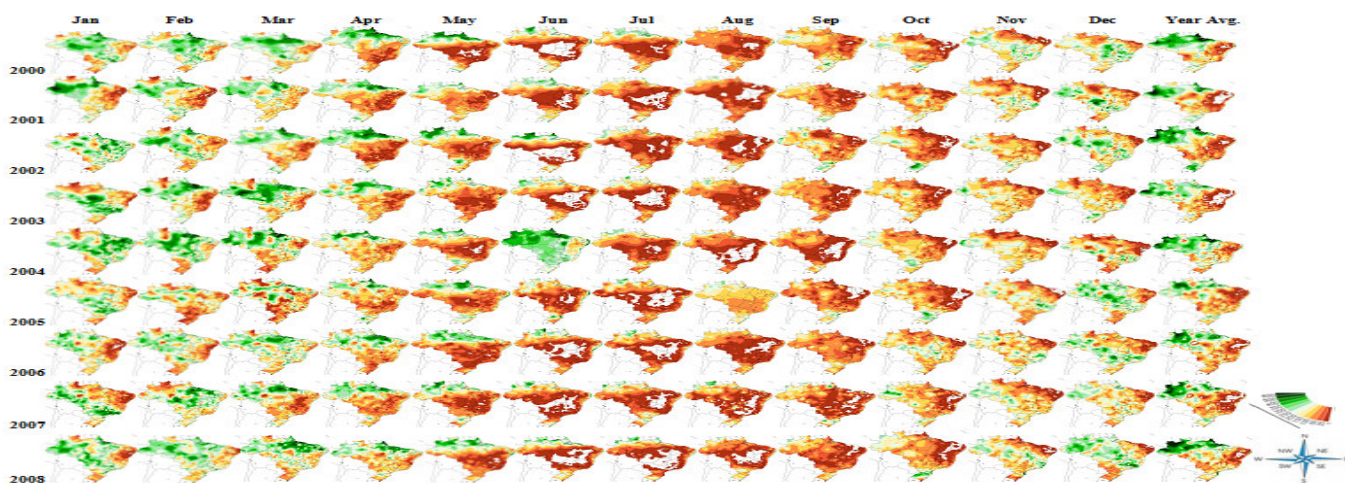 Jan Feb Mar Apr May Jun Jul Aug Sep Oct Nov Dec Year Avg.
2000
2001
2002
2003
2004
2005
2006
2007
2008
N
NW NE
W
SW SE
S